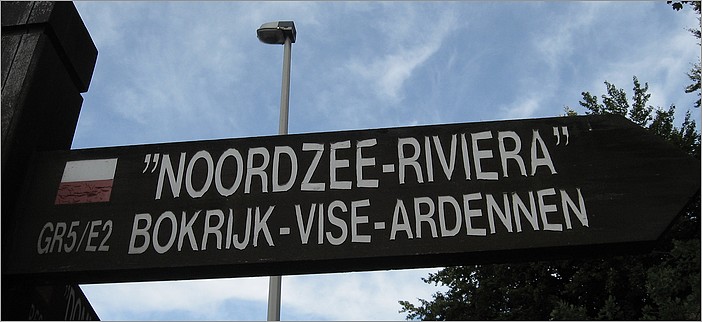 ”NOORDZEE-RIVIERA”
GR5/E2 BOKRIJK-VISE-ARDENNEN